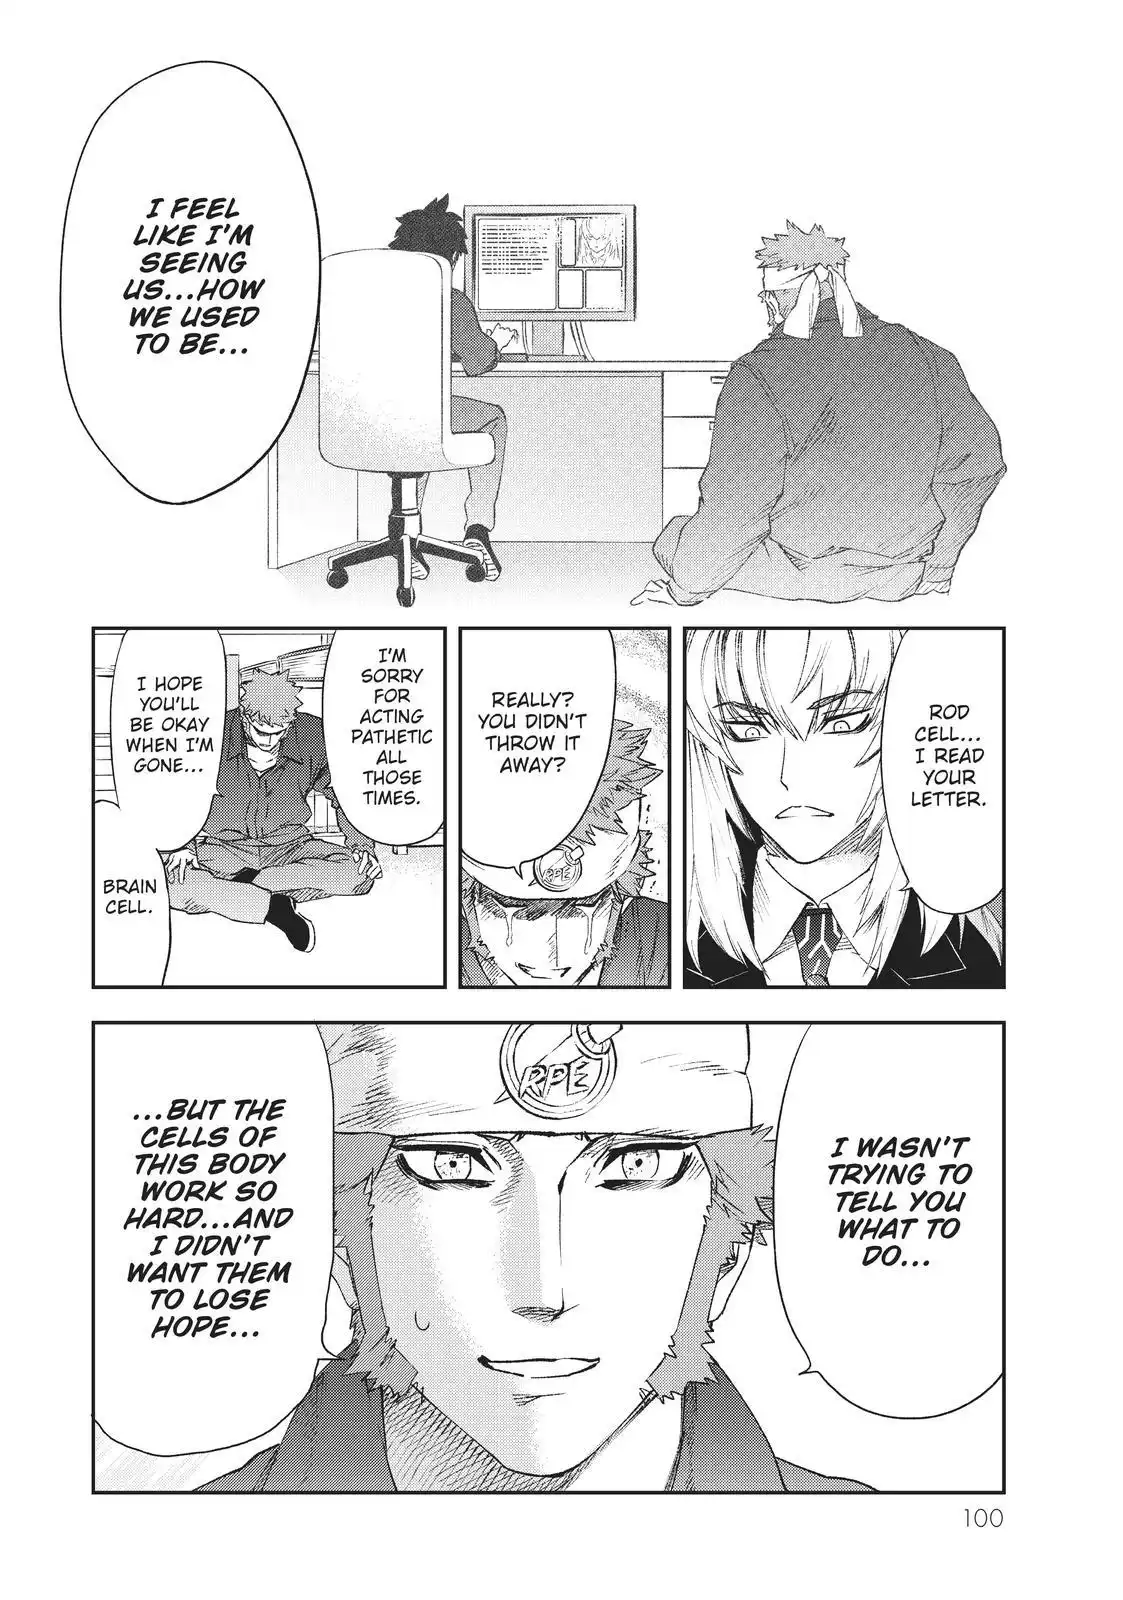 I FEEL
LIKE I'M
SEEING
US...HOW
WE USED
TO BE...
ROD
CELL...
I READ
YOUR
LETTER.
REALLY?
YOU DIDN'T
THROW IT
AWAY?
RPE
I'M
SORRY
FOR
ACTING
PATHETIC
ALL
THOSE
TIMES.
I HOPE
YOU'LL
BE OKAY
WHEN I'M
GONE...
BRAIN
CELL.
RPE
I WASN'T
TRYING TO
TELL YOU
WHAT TO
DO...
...BUT THE
CELLS OF
THIS BODY
WORK SO
HARD...AND
I DIDN'T
WANT THEM
TO LOSE
HOPE...
100